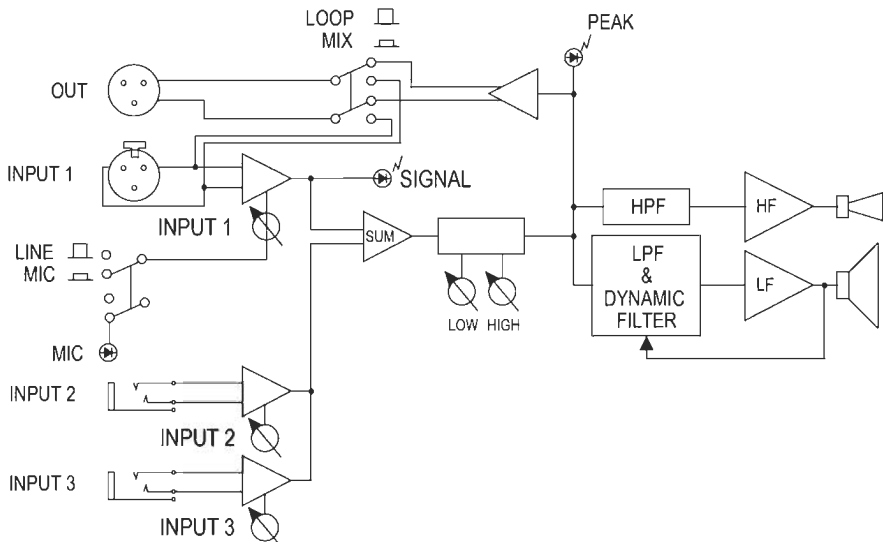 LOOP
MIX
PEAK
OUT
INPUT 1
INPUT 1
SIGNAL
SUM
LOW
HIGH
HPF
HF
LPF
&
DYNAMIC
FILTER
LF
LINE
MIC
MIC
INPUT 2
INPUT 2
INPUT 3
INPUT 3